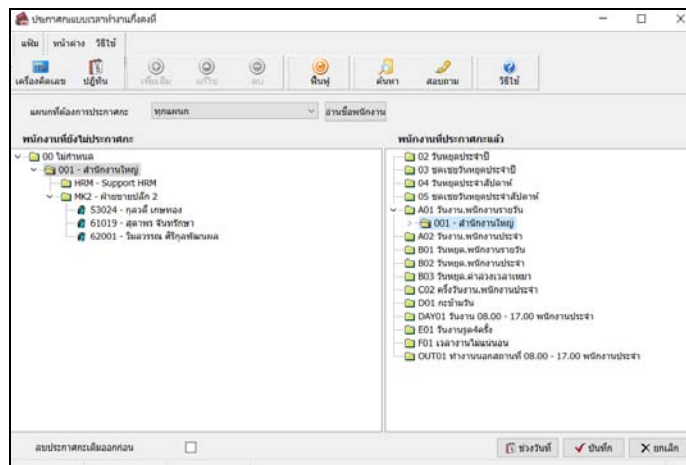 ประกาศกะแบบเวลาทำงานกึ่งคงที่
แฟ้ม หน้าต่าง วิธีใช้
เครื่องคิดเลข ปฏิทิน เพิ่มเติม แก้ไข ลบ ฟื้นฟู ค้นหา สอบถาม วิธีใช้
แผนกที่ต้องการประกาศกะ ทุกแผนก อ่านชื่อพนักงาน
พนักงานที่ยังไม่ประกาศกะ
00 ไม่กำหนด
001 - สำนักงานใหญ่
HRM - Support HRM
MK2 - ฝ่ายขายปลีก 2
53024 - กุลวดี เกษทอง
61019 - สุดาพร จันทรักษา
62001 - วิมลวรรณ ศิริกุลพัฒนผล
พนักงานที่ประกาศกะแล้ว
02 วันหยุดประจำปี
03 ชดเชยวันหยุดประจำปี
04 วันหยุดประจำสัปดาห์
05 ชดเชยวันหยุดประจำสัปดาห์
A01 วันงาน.พนักงานรายวัน
001 - สำนักงานใหญ่
A02 วันงาน.พนักงานประจำ
B01 วันหยุด.พนักงานรายวัน
B02 วันหยุด.พนักงานประจำ
B03 วันหยุด.ค่าล่วงเวลาเหมา
C02 ครึ่งวันงาน.พนักงานประจำ
D01 กะข้ามวัน
DAY01 วันงาน 08.00 - 17.00 พนักงานประจำ
E01 วันงานรูด4ครั้ง
F01 เวลางานไม่แน่นอน
OUT01 ทำงานนอกสถานที่ 08.00 - 17.00 พนักงานประจำ
ลบประกาศกะเดิมออกก่อน
ช่วงวันที่ บันทึก ยกเลิก